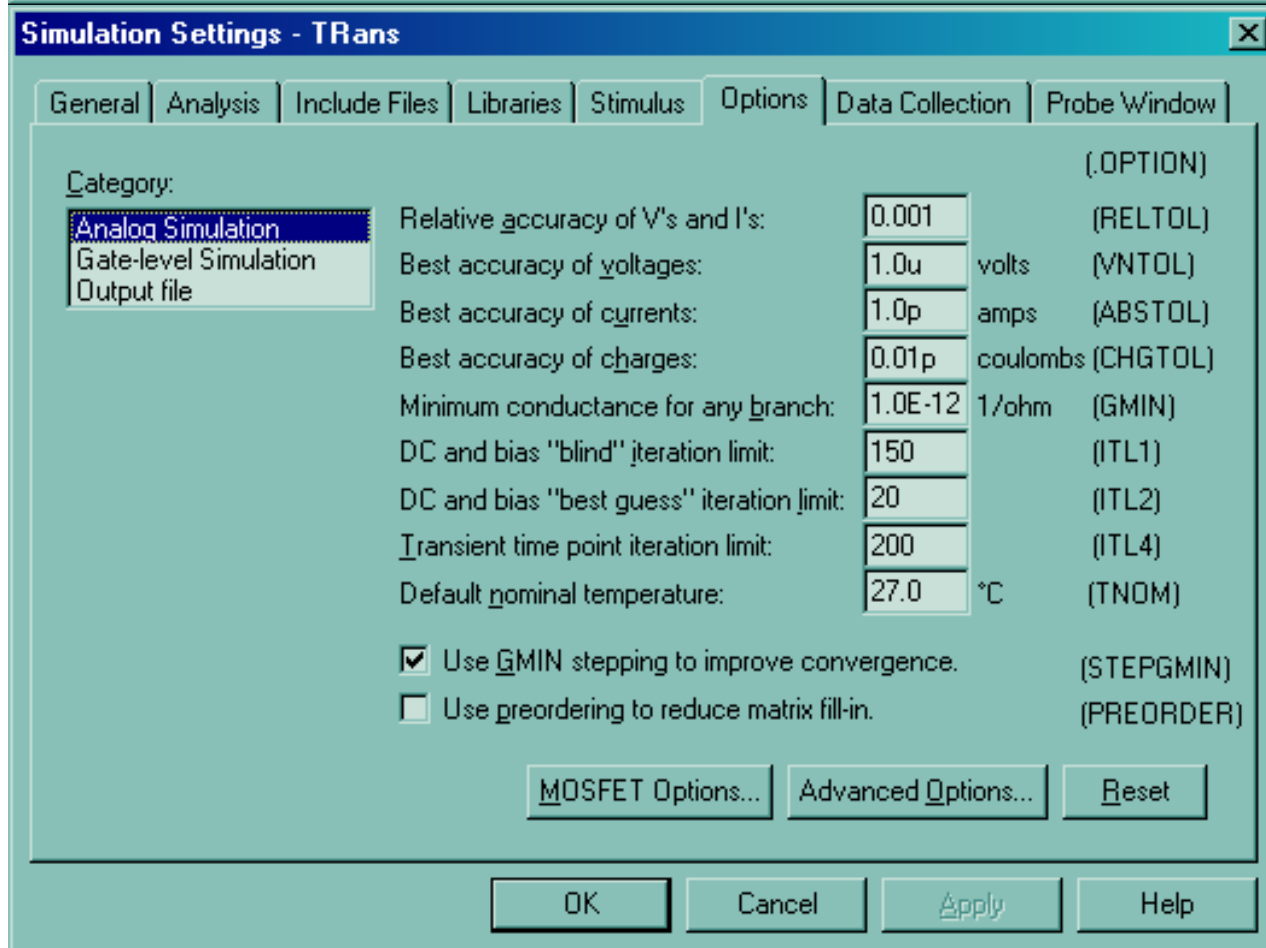 Simulation Settings - TRans
General Analysis Include Files Libraries Stimulus Options Data Collection Probe Window
(.OPTION)
Category:
Analog Simulation
Gate-level Simulation
Output file
Relative accuracy of V's and I's: 0.001 (RELTOL)
Best accuracy of voltages: 1.0u volts (VNTOL)
Best accuracy of currents: 1.0p amps (ABSTOL)
Best accuracy of charges: 0.01p coulombs (CHGTOL)
Minimum conductance for any branch: 1.0E-12 1/ohm (GMIN)
DC and bias "blind" iteration limit: 150 (ITL1)
DC and bias "best guess" iteration limit: 20 (ITL2)
Transient time point iteration limit: 200 (ITL4)
Default nominal temperature: 27.0 °C (TNOM)
Use GMIN stepping to improve convergence. (STEPGMIN)
Use preordering to reduce matrix fill-in. (PREORDER)
MOSFET Options... Advanced Options... Reset
OK Cancel Apply Help